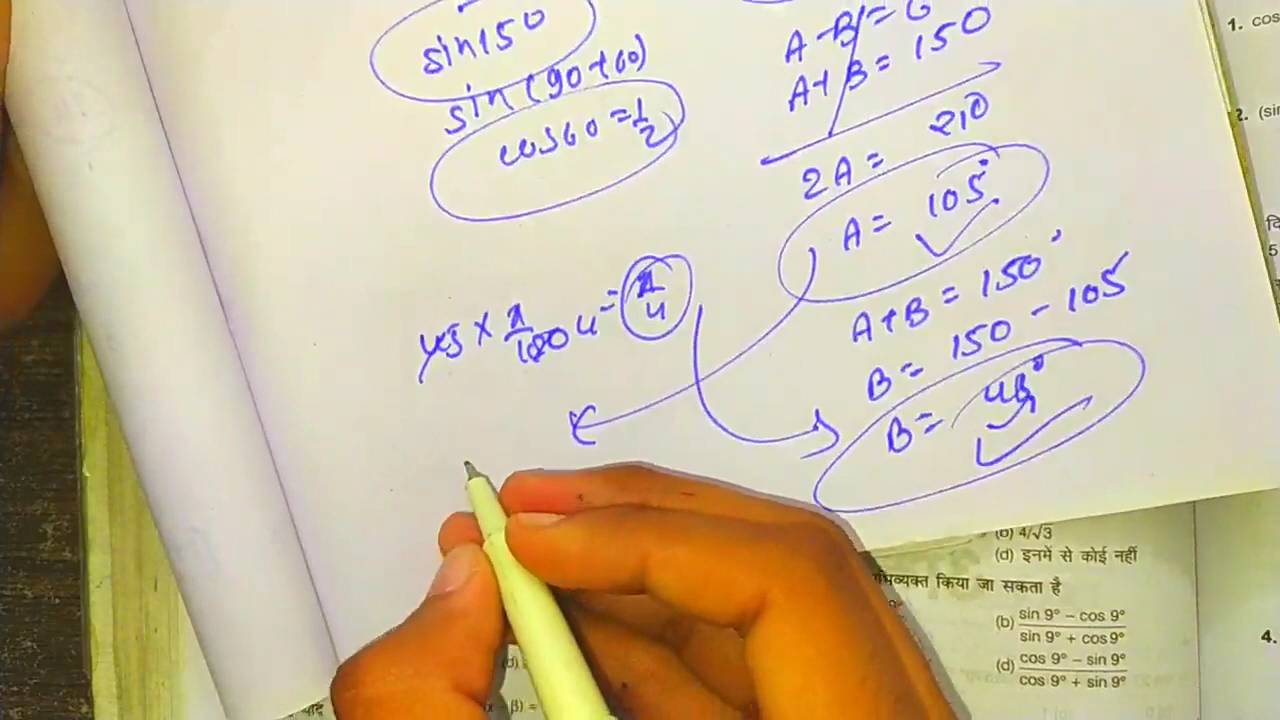 sin150
sin(90+60)
cos60 = 1/2
A+B = 150
2A = 210
A = 105°
45 × π/180 4 = π/4
A+B = 150°
B = 150 - 105
B = 45°
1. cos
2. (sin
(b) 4/√3
(d) इनमें से कोई नहीं
व्यक्त किया जा सकता है
(b) sin 9° − cos 9° / sin 9° + cos 9°
(d) cos 9° − sin 9° / cos 9° + sin 9°
4.
5
(d)
β) =